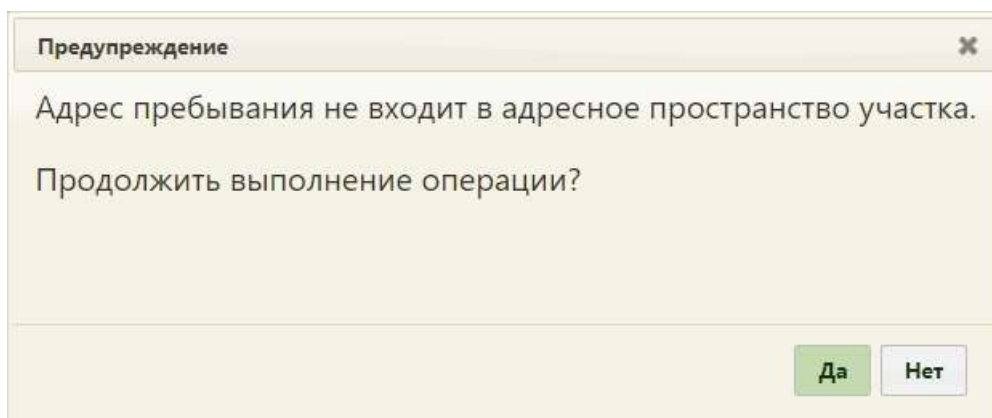 Предупреждение
Адрес пребывания не входит в адресное пространство участка.
Продолжить выполнение операции?
Да Нет